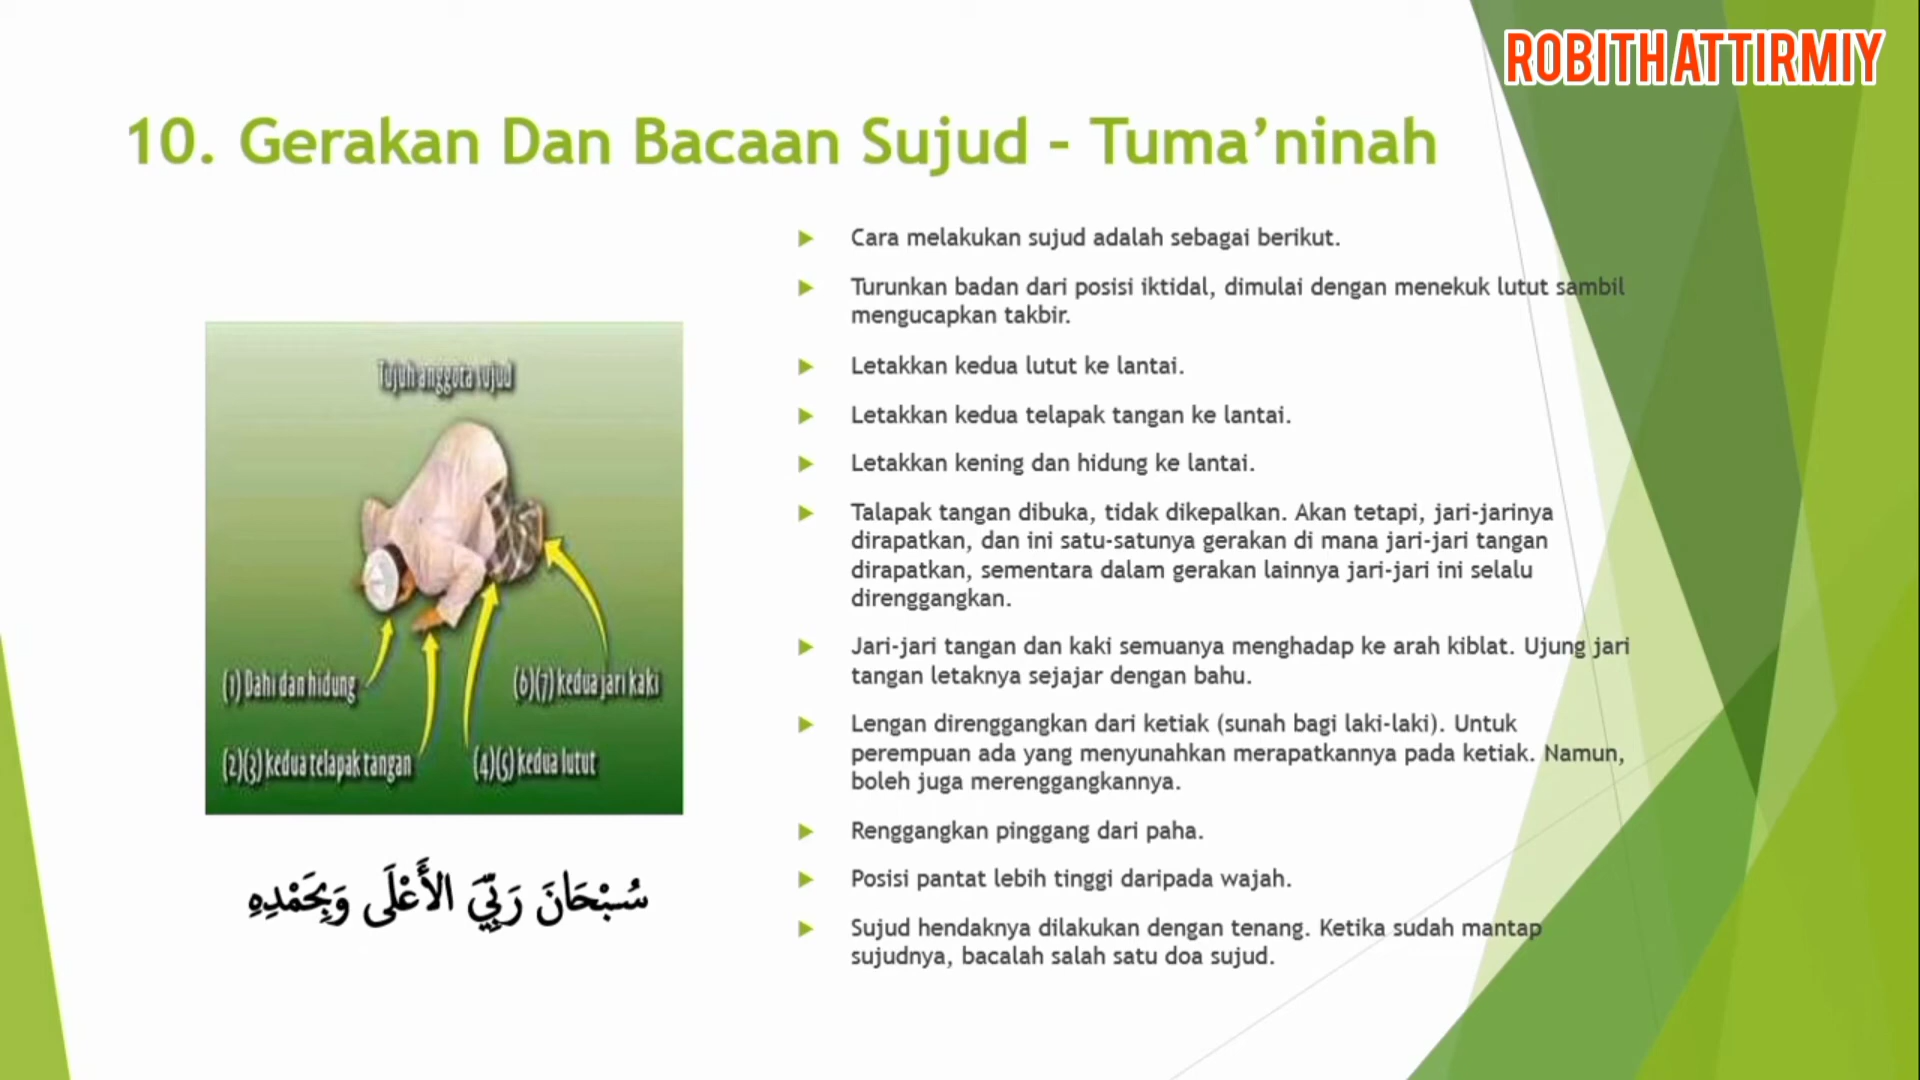 ROBITH ATTIRMIY
10. Gerakan Dan Bacaan Sujud - Tuma’ninah
Tujuh anggota sujud
(1) Dahi dan hidung
(6)(7) kedua jari kaki
(2)(3) kedua telapak tangan
(4)(5) kedua lutut
سُبْحَانَ رَبِّيَ الأَعْلَى وَبِحَمْدِهِ
Cara melakukan sujud adalah sebagai berikut.
Turunkan badan dari posisi iktidal, dimulai dengan menekuk lutut sambil
mengucapkan takbir.
Letakkan kedua lutut ke lantai.
Letakkan kedua telapak tangan ke lantai.
Letakkan kening dan hidung ke lantai.
Talapak tangan dibuka, tidak dikepalkan. Akan tetapi, jari-jarinya
dirapatkan, dan ini satu-satunya gerakan di mana jari-jari tangan
dirapatkan, sementara dalam gerakan lainnya jari-jari ini selalu
direnggangkan.
Jari-jari tangan dan kaki semuanya menghadap ke arah kiblat. Ujung jari
tangan letaknya sejajar dengan bahu.
Lengan direnggangkan dari ketiak (sunah bagi laki-laki). Untuk
perempuan ada yang menyunahkan merapatkannya pada ketiak. Namun,
boleh juga merenggangkannya.
Renggangkan pinggang dari paha.
Posisi pantat lebih tinggi daripada wajah.
Sujud hendaknya dilakukan dengan tenang. Ketika sudah mantap
sujudnya, bacalah salah satu doa sujud.